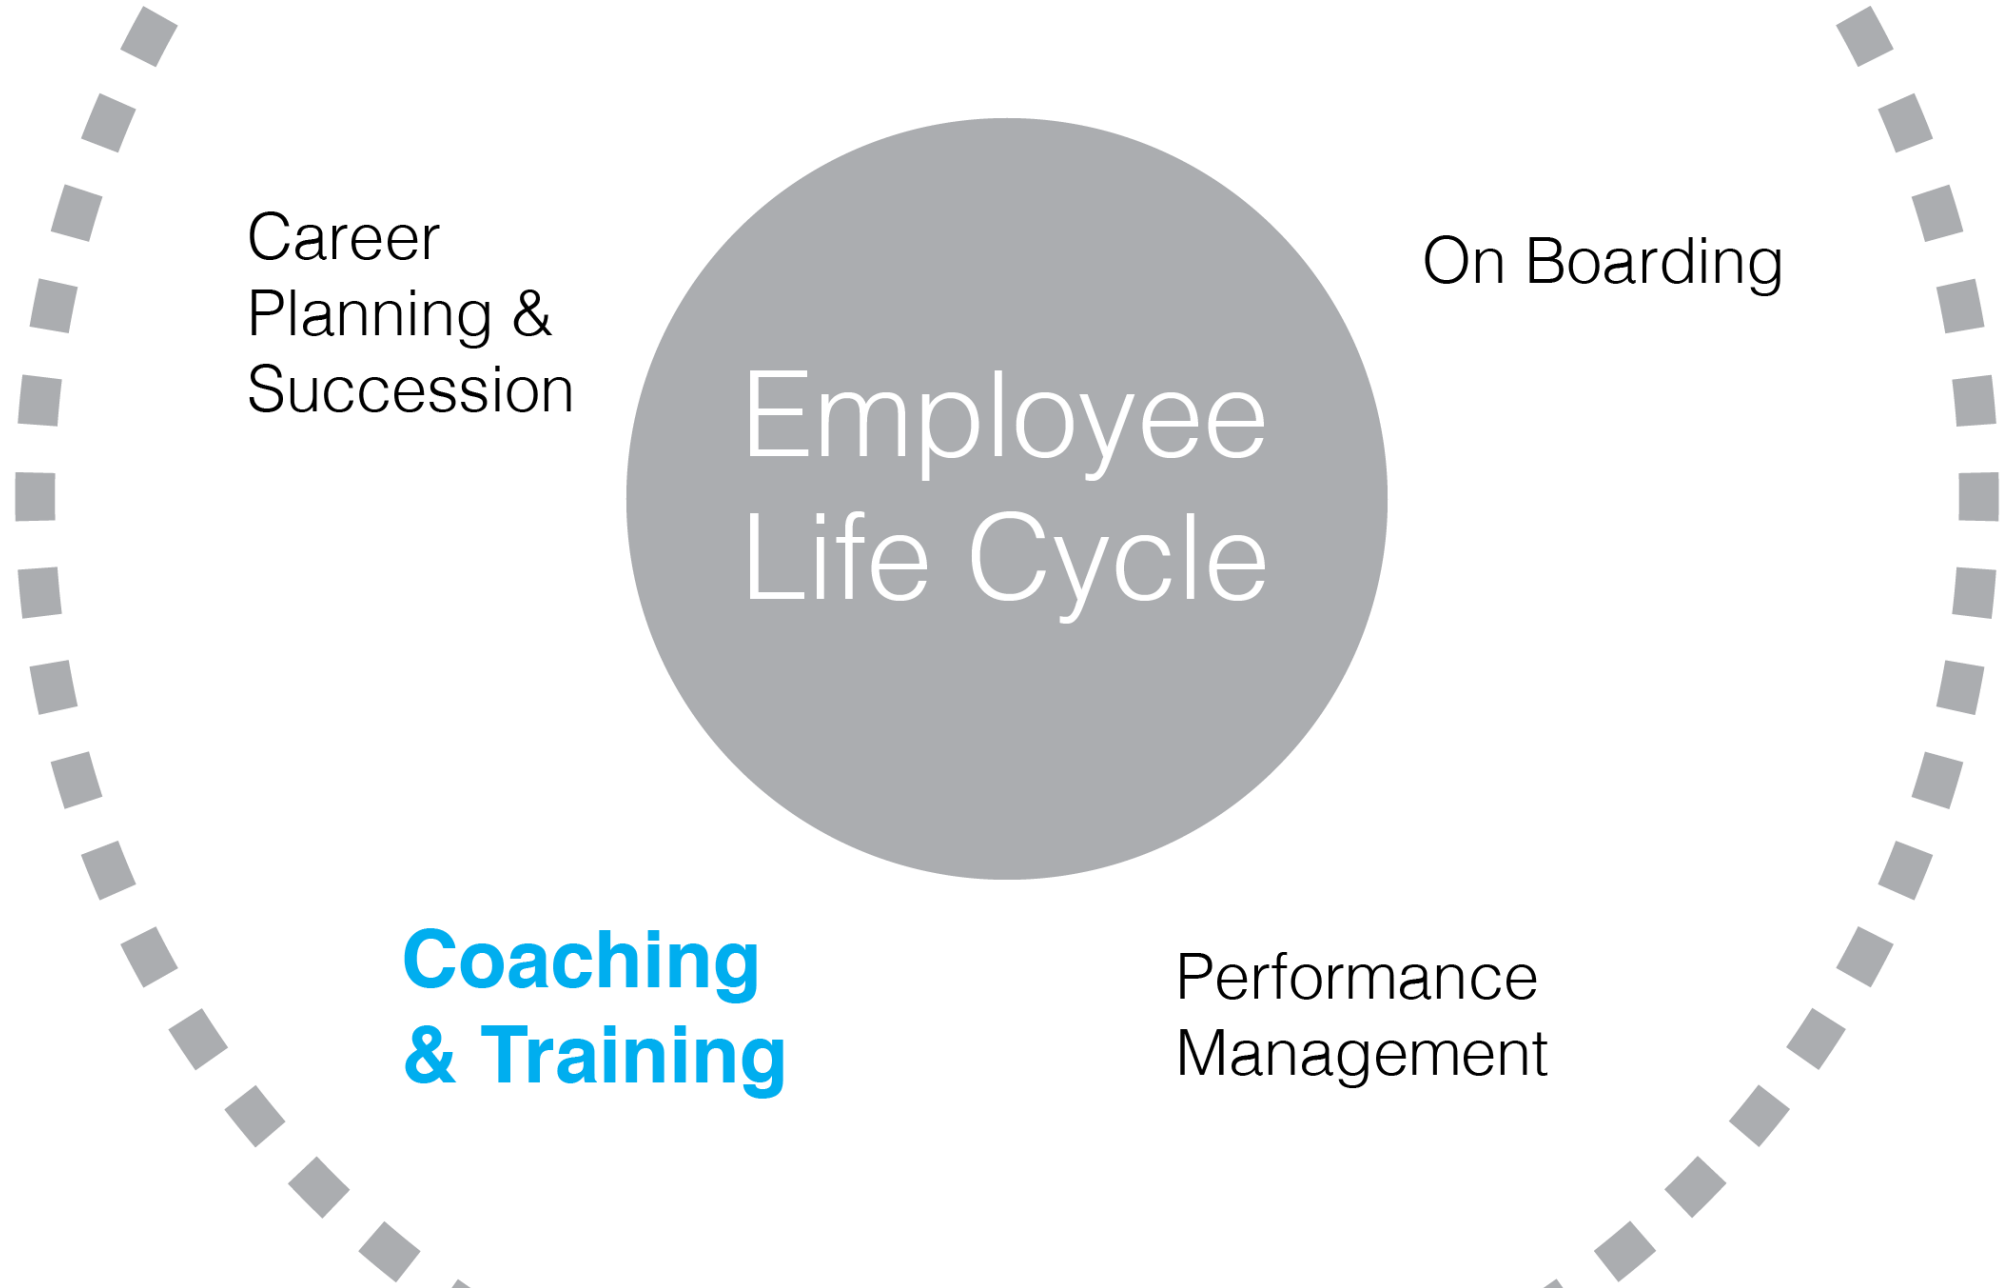 Career
Planning &
Succession
On Boarding
Employee
Life Cycle
Coaching
& Training
Performance
Management